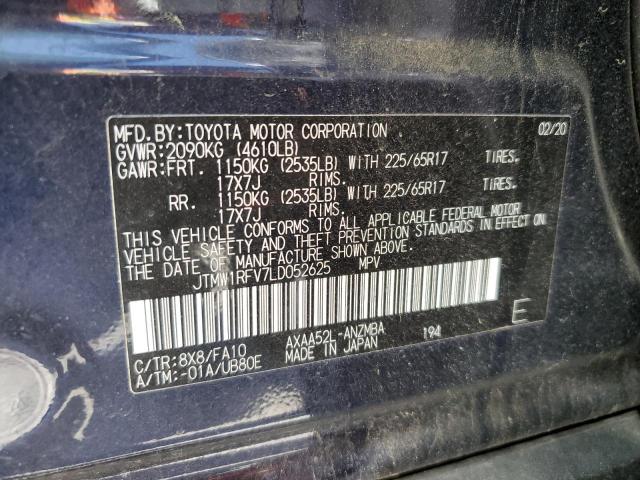 MFD.BY:TOYOTA MOTOR CORPORATION 02/20
GVWR:2090KG (4610LB)
GAWR:FRT. 1150KG (2535LB) WITH 225/65R17 TIRES.
17X7J RIMS.
RR. 1150KG (2535LB) WITH 225/65R17 TIRES.
17X7J RIMS.
THIS VEHICLE CONFORMS TO ALL APPLICABLE FEDERAL MOTOR
VEHICLE SAFETY AND THEFT PREVENTION STANDARDS IN EFFECT ON
THE DATE OF MANUFACTURE SHOWN ABOVE.
JTMW1RFV7LD052625 MPV
C/TR:8X8/FA10 AXAA52L-ANZMBA 194 E
A/TM:-01A/UB80E MADE IN JAPAN